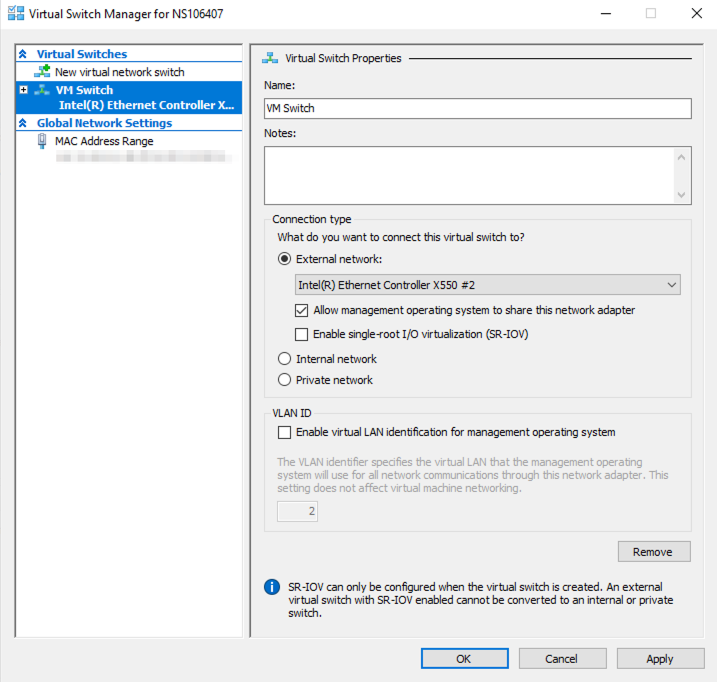 Virtual Switch Manager for NS106407
Virtual Switches
New virtual network switch
VM Switch
Intel(R) Ethernet Controller X...
Global Network Settings
MAC Address Range
Virtual Switch Properties
Name:
VM Switch
Notes:
Connection type
What do you want to connect this virtual switch to?
External network:
Intel(R) Ethernet Controller X550 #2
Allow management operating system to share this network adapter
Enable single-root I/O virtualization (SR-IOV)
Internal network
Private network
VLAN ID
Enable virtual LAN identification for management operating system
The VLAN identifier specifies the virtual LAN that the management operating
system will use for all network communications through this network adapter. This
setting does not affect virtual machine networking.
2
Remove
SR-IOV can only be configured when the virtual switch is created. An external
virtual switch with SR-IOV enabled cannot be converted to an internal or private
switch.
OK
Cancel
Apply